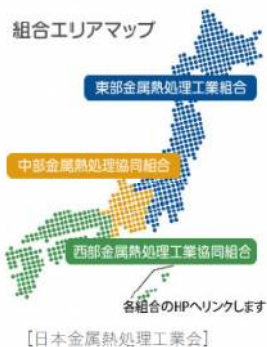 組合エリアマップ
東部金属熱処理工業組合
中部金属熱処理協同組合
西部金属熱処理工業協同組合
各組合のHPへリンクします
[日本金属熱処理工業会]